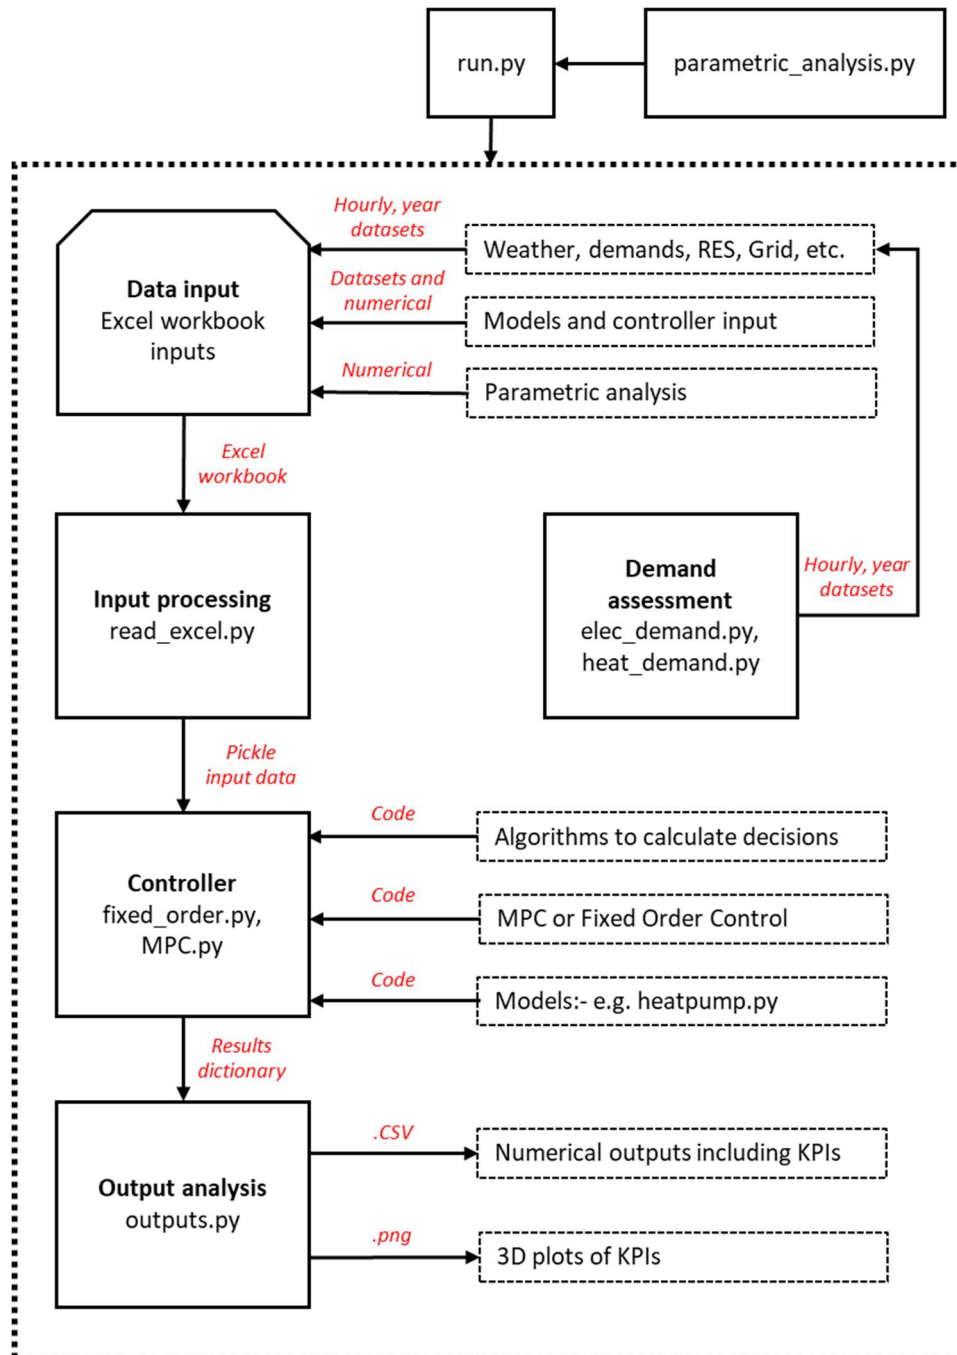 run.py
parametric_analysis.py
Hourly, year
datasets
Weather, demands, RES, Grid, etc.
Data input
Excel workbook
inputs
Datasets and
numerical
Models and controller input
Numerical
Parametric analysis
Excel
workbook
Input processing
read_excel.py
Demand
assessment
elec_demand.py,
heat_demand.py
Hourly, year
datasets
Pickle
input data
Controller
fixed_order.py,
MPC.py
Code
Algorithms to calculate decisions
Code
MPC or Fixed Order Control
Code
Models:- e.g. heatpump.py
Results
dictionary
Output analysis
outputs.py
.CSV
Numerical outputs including KPIs
.png
3D plots of KPIs